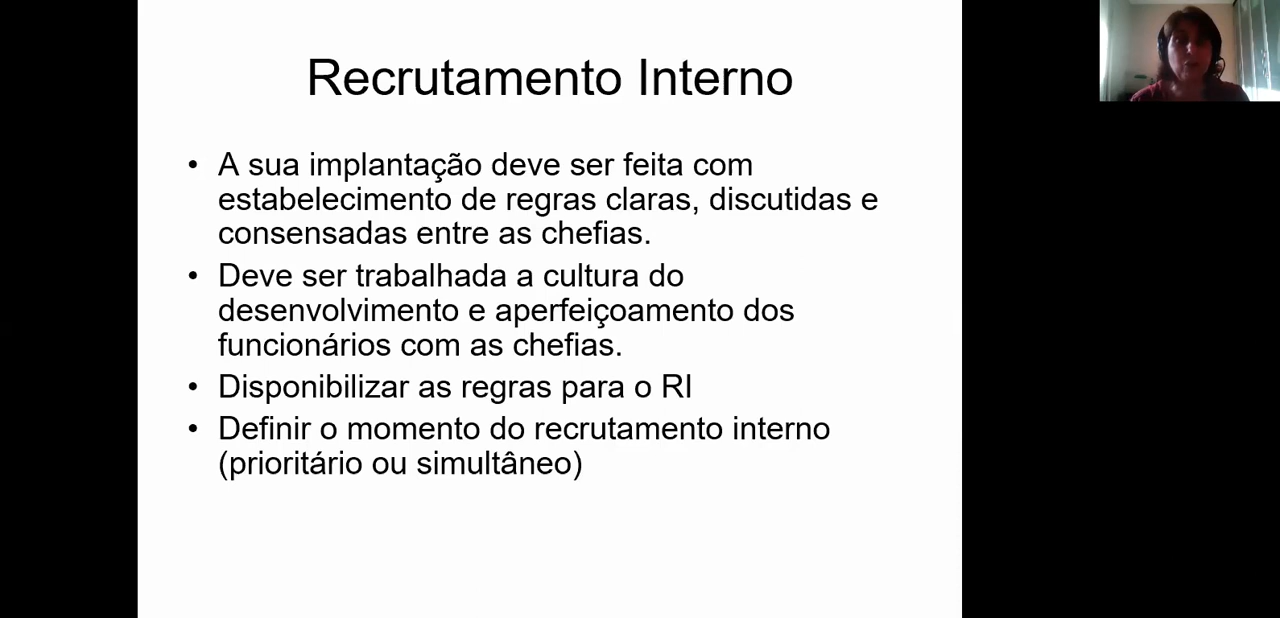 Recrutamento Interno
• A sua implantação deve ser feita com
estabelecimento de regras claras, discutidas e
consensadas entre as chefias.
• Deve ser trabalhada a cultura do
desenvolvimento e aperfeiçoamento dos
funcionários com as chefias.
• Disponibilizar as regras para o RI
• Definir o momento do recrutamento interno
(prioritário ou simultâneo)